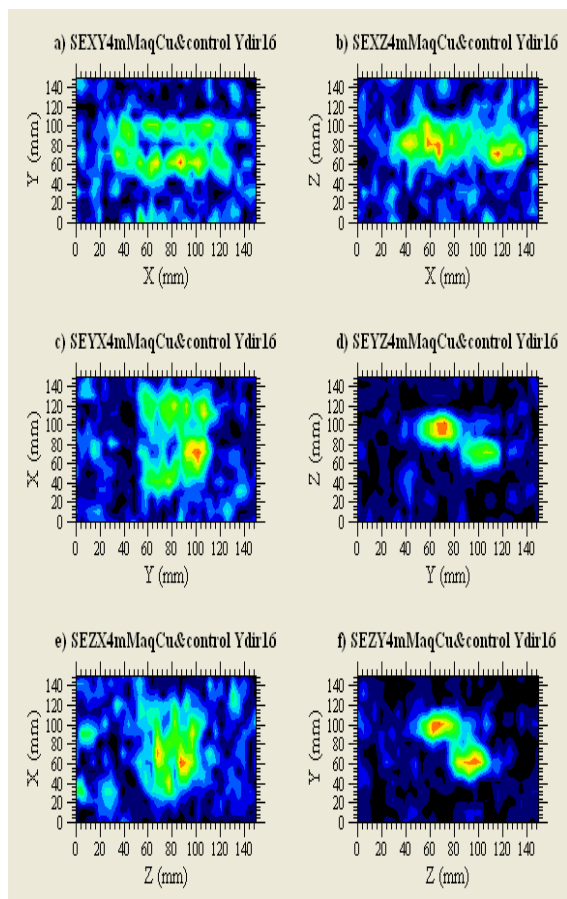 a) SEXY4mMaqCu&control Ydir16
140
120
100
80
60
40
20
0
Y (mm)
0 20 40 60 80 100 120 140
X (mm)
b) SEXZ4mMaqCu&control Ydir16
140
120
100
80
60
40
20
0
Z (mm)
0 20 40 60 80 100 120 140
X (mm)
c) SEYX4mMaqCu&control Ydir16
140
120
100
80
60
40
20
0
X (mm)
0 20 40 60 80 100 120 140
Y (mm)
d) SEYZ4mMaqCu&control Ydir16
140
120
100
80
60
40
20
0
Z (mm)
0 20 40 60 80 100 120 140
Y (mm)
e) SEZX4mMaqCu&control Ydir16
140
120
100
80
60
40
20
0
X (mm)
0 20 40 60 80 100 120 140
Z (mm)
f) SEZY4mMaqCu&control Ydir16
140
120
100
80
60
40
20
0
Y (mm)
0 20 40 60 80 100 120 140
Z (mm)